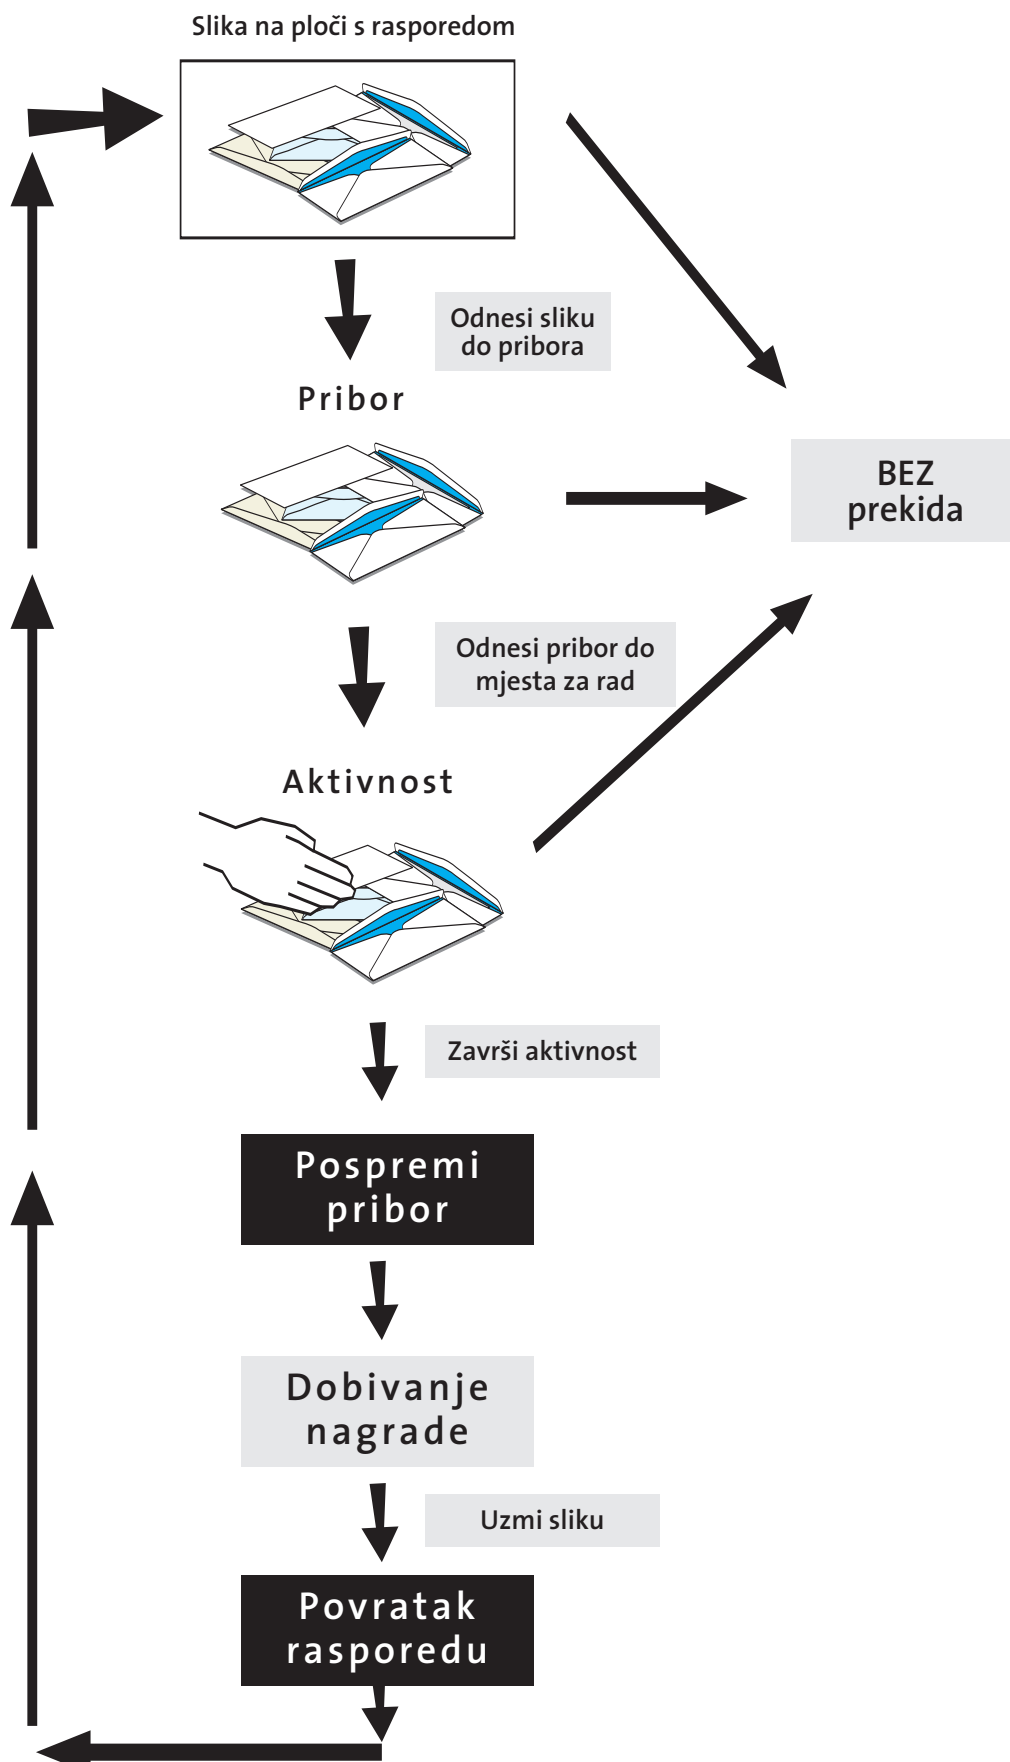 Slika na ploči s rasporedom
Odnesi sliku
do pribora
Pribor
BEZ
prekida
Odnesi pribor do
mjesta za rad
Aktivnost
Završi aktivnost
Pospremi
pribor
Dobivanje
nagrade
Uzmi sliku
Povratak
rasporedu